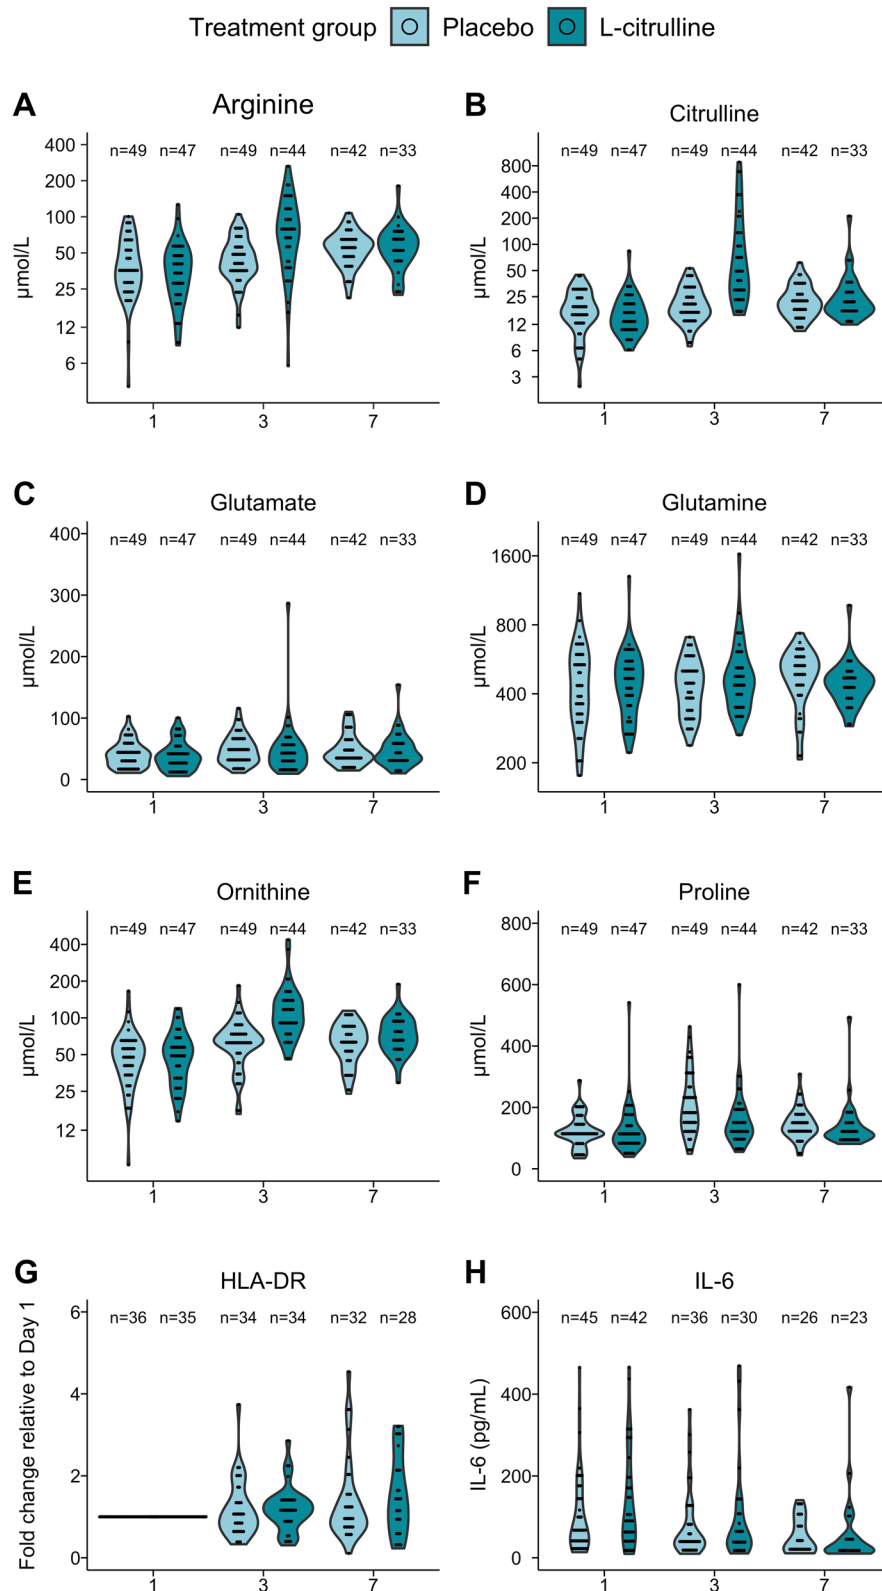 Treatment group Placebo L-citrulline
A Arginine
n=49 n=47 n=49 n=44 n=42 n=33
µmol/L
400
200
100
50
25
12
6
1 3 7
B Citrulline
n=49 n=47 n=49 n=44 n=42 n=33
800
400
200
100
50
25
12
6
3
1 3 7
C Glutamate
n=49 n=47 n=49 n=44 n=42 n=33
µmol/L
400
300
200
100
0
1 3 7
D Glutamine
n=49 n=47 n=49 n=44 n=42 n=33
µmol/L
1600
800
400
200
1 3 7
E Ornithine
n=49 n=47 n=49 n=44 n=42 n=33
µmol/L
400
200
100
50
25
12
1 3 7
F Proline
n=49 n=47 n=49 n=44 n=42 n=33
µmol/L
800
600
400
200
0
1 3 7
G HLA-DR
n=36 n=35 n=34 n=34 n=32 n=28
Fold change relative to Day 1
6
4
2
0
1 3 7
H IL-6
n=45 n=42 n=36 n=30 n=26 n=23
IL-6 (pg/mL)
600
400
200
0
1 3 7